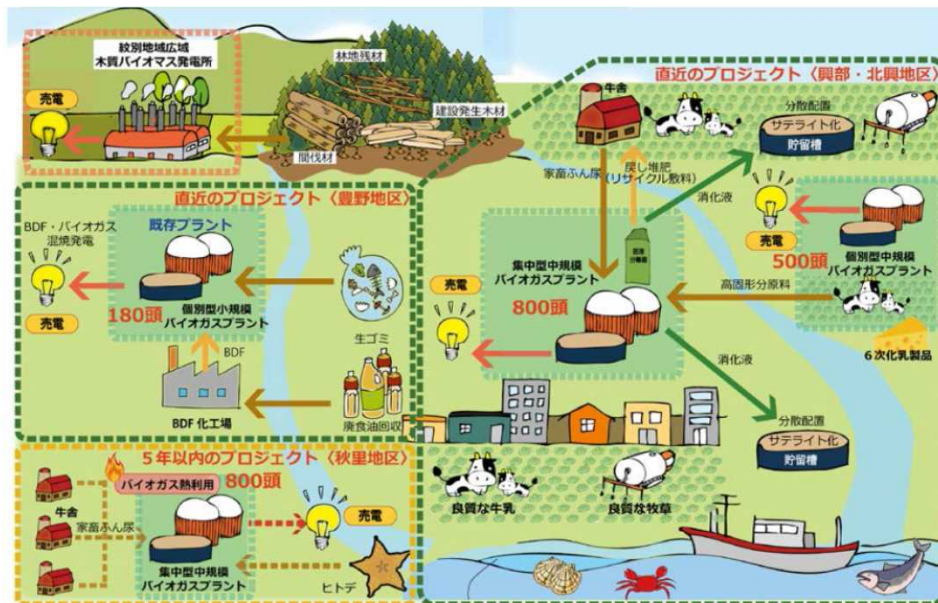 紋別地域広域
木質バイオマス発電所
売電
林地残材
建設発生木材
間伐材
直近のプロジェクト〈豊野地区〉
BDF・バイオガス
混焼発電
売電
既存プラント
180頭
個別型小規模
バイオガスプラント
生ゴミ
BDF
BDF 化工場
廃食油回収
5年以内のプロジェクト〈秋里地区〉
バイオガス熱利用
800頭
牛舎
家畜ふん尿
売電
集中型中規模
バイオガスプラント
ヒトデ
直近のプロジェクト〈興部・北興地区〉
牛舎
分散配置
サテライト化
貯留槽
家畜ふん尿
戻し堆肥
(リサイクル敷料)
消化液
売電
500頭
個別型中規模
バイオガスプラント
集中型中規模
バイオガスプラント
800頭
高固形分原料
売電
6次化乳製品
消化液
分散配置
サテライト化
貯留槽
良質な牛乳
良質な牧草